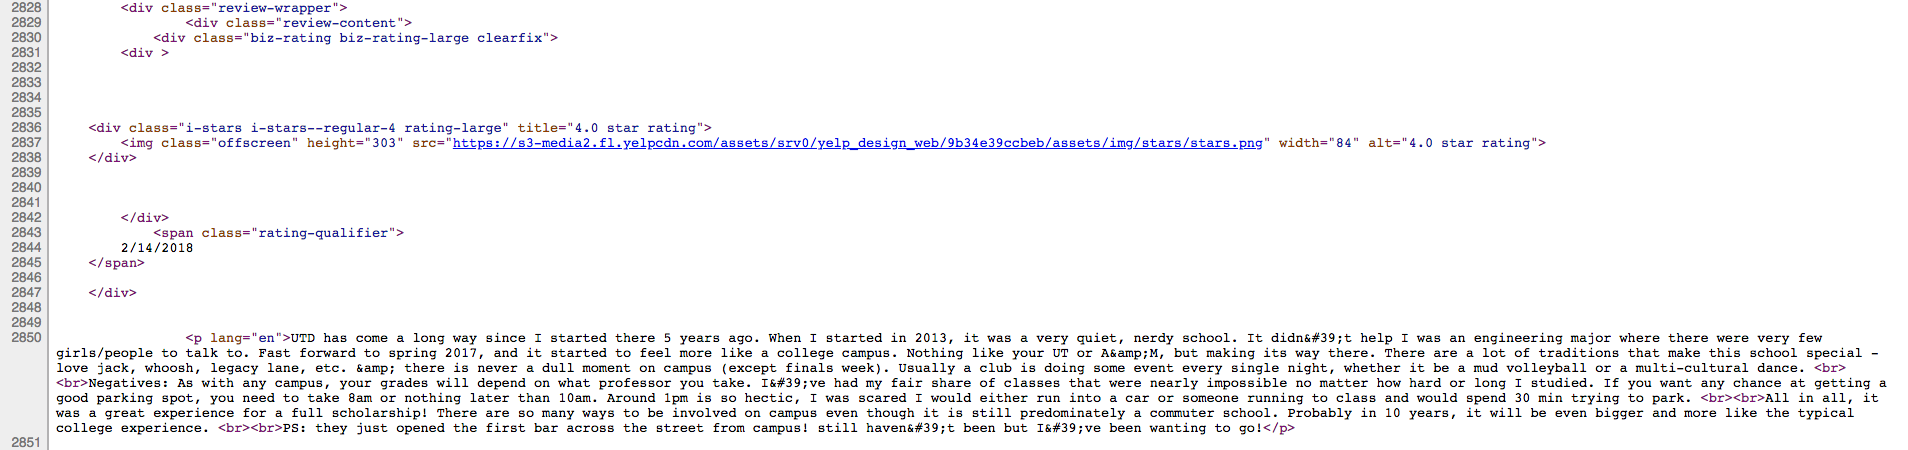 2828 <div class="review-wrapper">
2829 <div class="review-content">
2830 <div class="biz-rating biz-rating-large clearfix">
2831 <div >
2832
2833
2834
2835
2836 <div class="i-stars i-stars--regular-4 rating-large" title="4.0 star rating">
2837 <img class="offscreen" height="303" src="https://s3-media2.fl.yelpcdn.com/assets/srv0/yelp_design_web/9b34e39ccbeb/assets/img/stars/stars.png" width="84" alt="4.0 star rating">
2838 </div>
2839
2840
2841
2842 </div>
2843 <span class="rating-qualifier">
2844 2/14/2018
2845 </span>
2846
2847 </div>
2848
2849
2850 <p lang="en">UTD has come a long way since I started there 5 years ago. When I started in 2013, it was a very quiet, nerdy school. It didn&#39;t help I was an engineering major where there were very few
girls/people to talk to. Fast forward to spring 2017, and it started to feel more like a college campus. Nothing like your UT or A&amp;M, but making its way there. There are a lot of traditions that make this school special -
love jack, whoosh, legacy lane, etc. &amp; there is never a dull moment on campus (except finals week). Usually a club is doing some event every single night, whether it be a mud volleyball or a multi-cultural dance. <br>
<br>Negatives: As with any campus, your grades will depend on what professor you take. I&#39;ve had my fair share of classes that were nearly impossible no matter how hard or long I studied. If you want any chance at getting a
good parking spot, you need to take 8am or nothing later than 10am. Around 1pm is so hectic, I was scared I would either run into a car or someone running to class and would spend 30 min trying to park. <br><br>All in all, it
was a great experience for a full scholarship! There are so many ways to be involved on campus even though it is still predominately a commuter school. Probably in 10 years, it will be even bigger and more like the typical
college experience. <br><br>PS: they just opened the first bar across the street from campus! still haven&#39;t been but I&#39;ve been wanting to go!</p>
2851